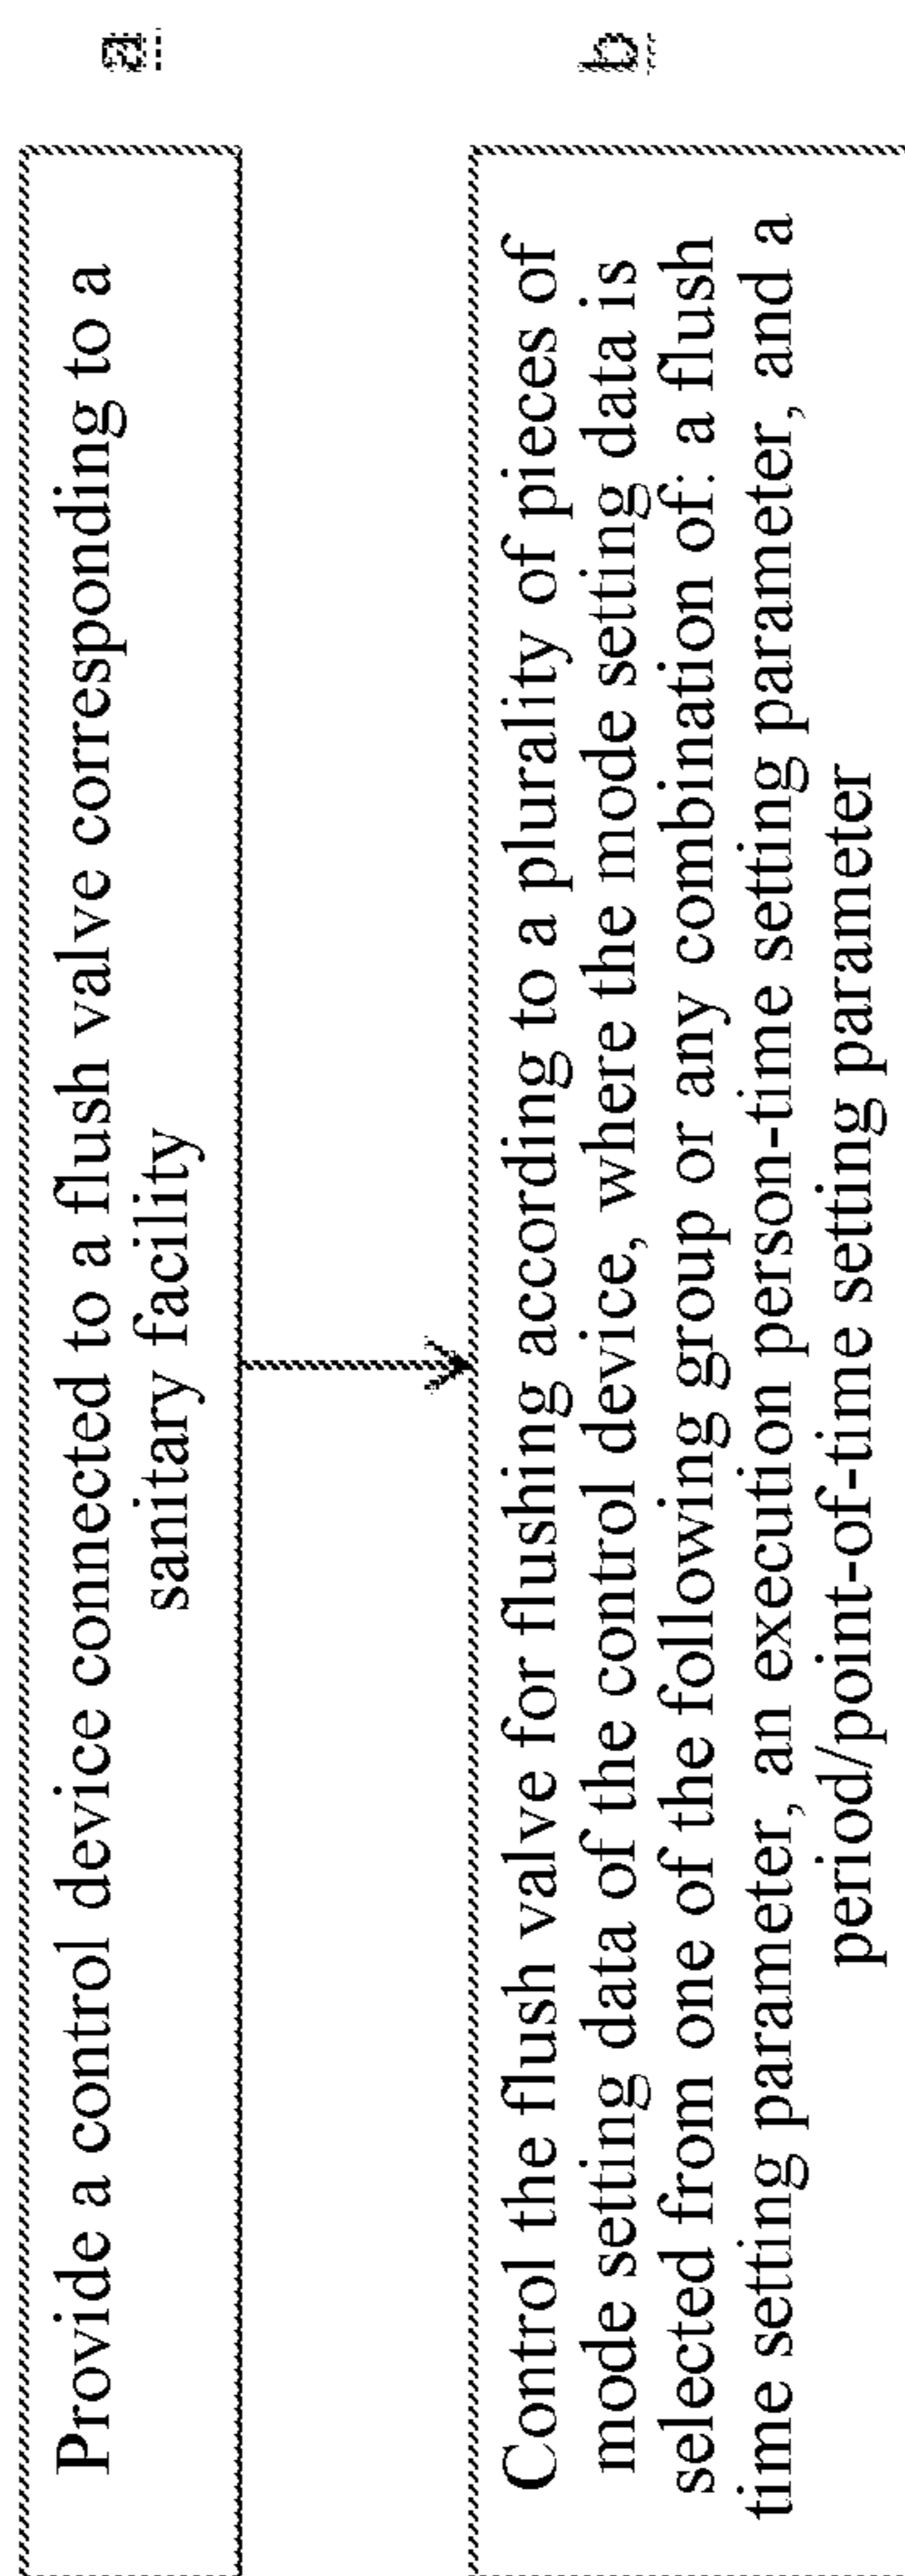 Provide a control device connected to a flush valve corresponding to a
sanitary facility
a
Control the flush valve for flushing according to a plurality of pieces of
mode setting data of the control device, where the mode setting data is
selected from one of the following group or any combination of: a flush
time setting parameter, an execution person-time setting parameter, and a
period/point-of-time setting parameter
b